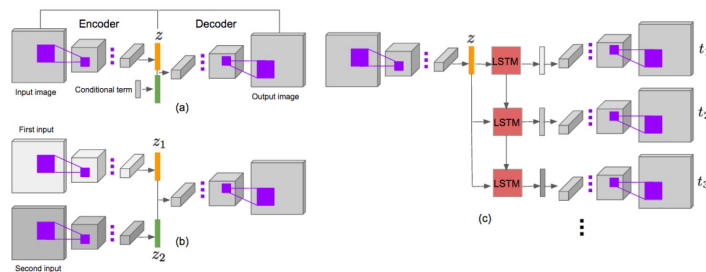 Encoder
Decoder
z
Input image
Conditional term
Output image
(a)
First input
z₁
z₂
Second input
(b)
z
LSTM
t₁
LSTM
t₂
LSTM
t₃
(c)